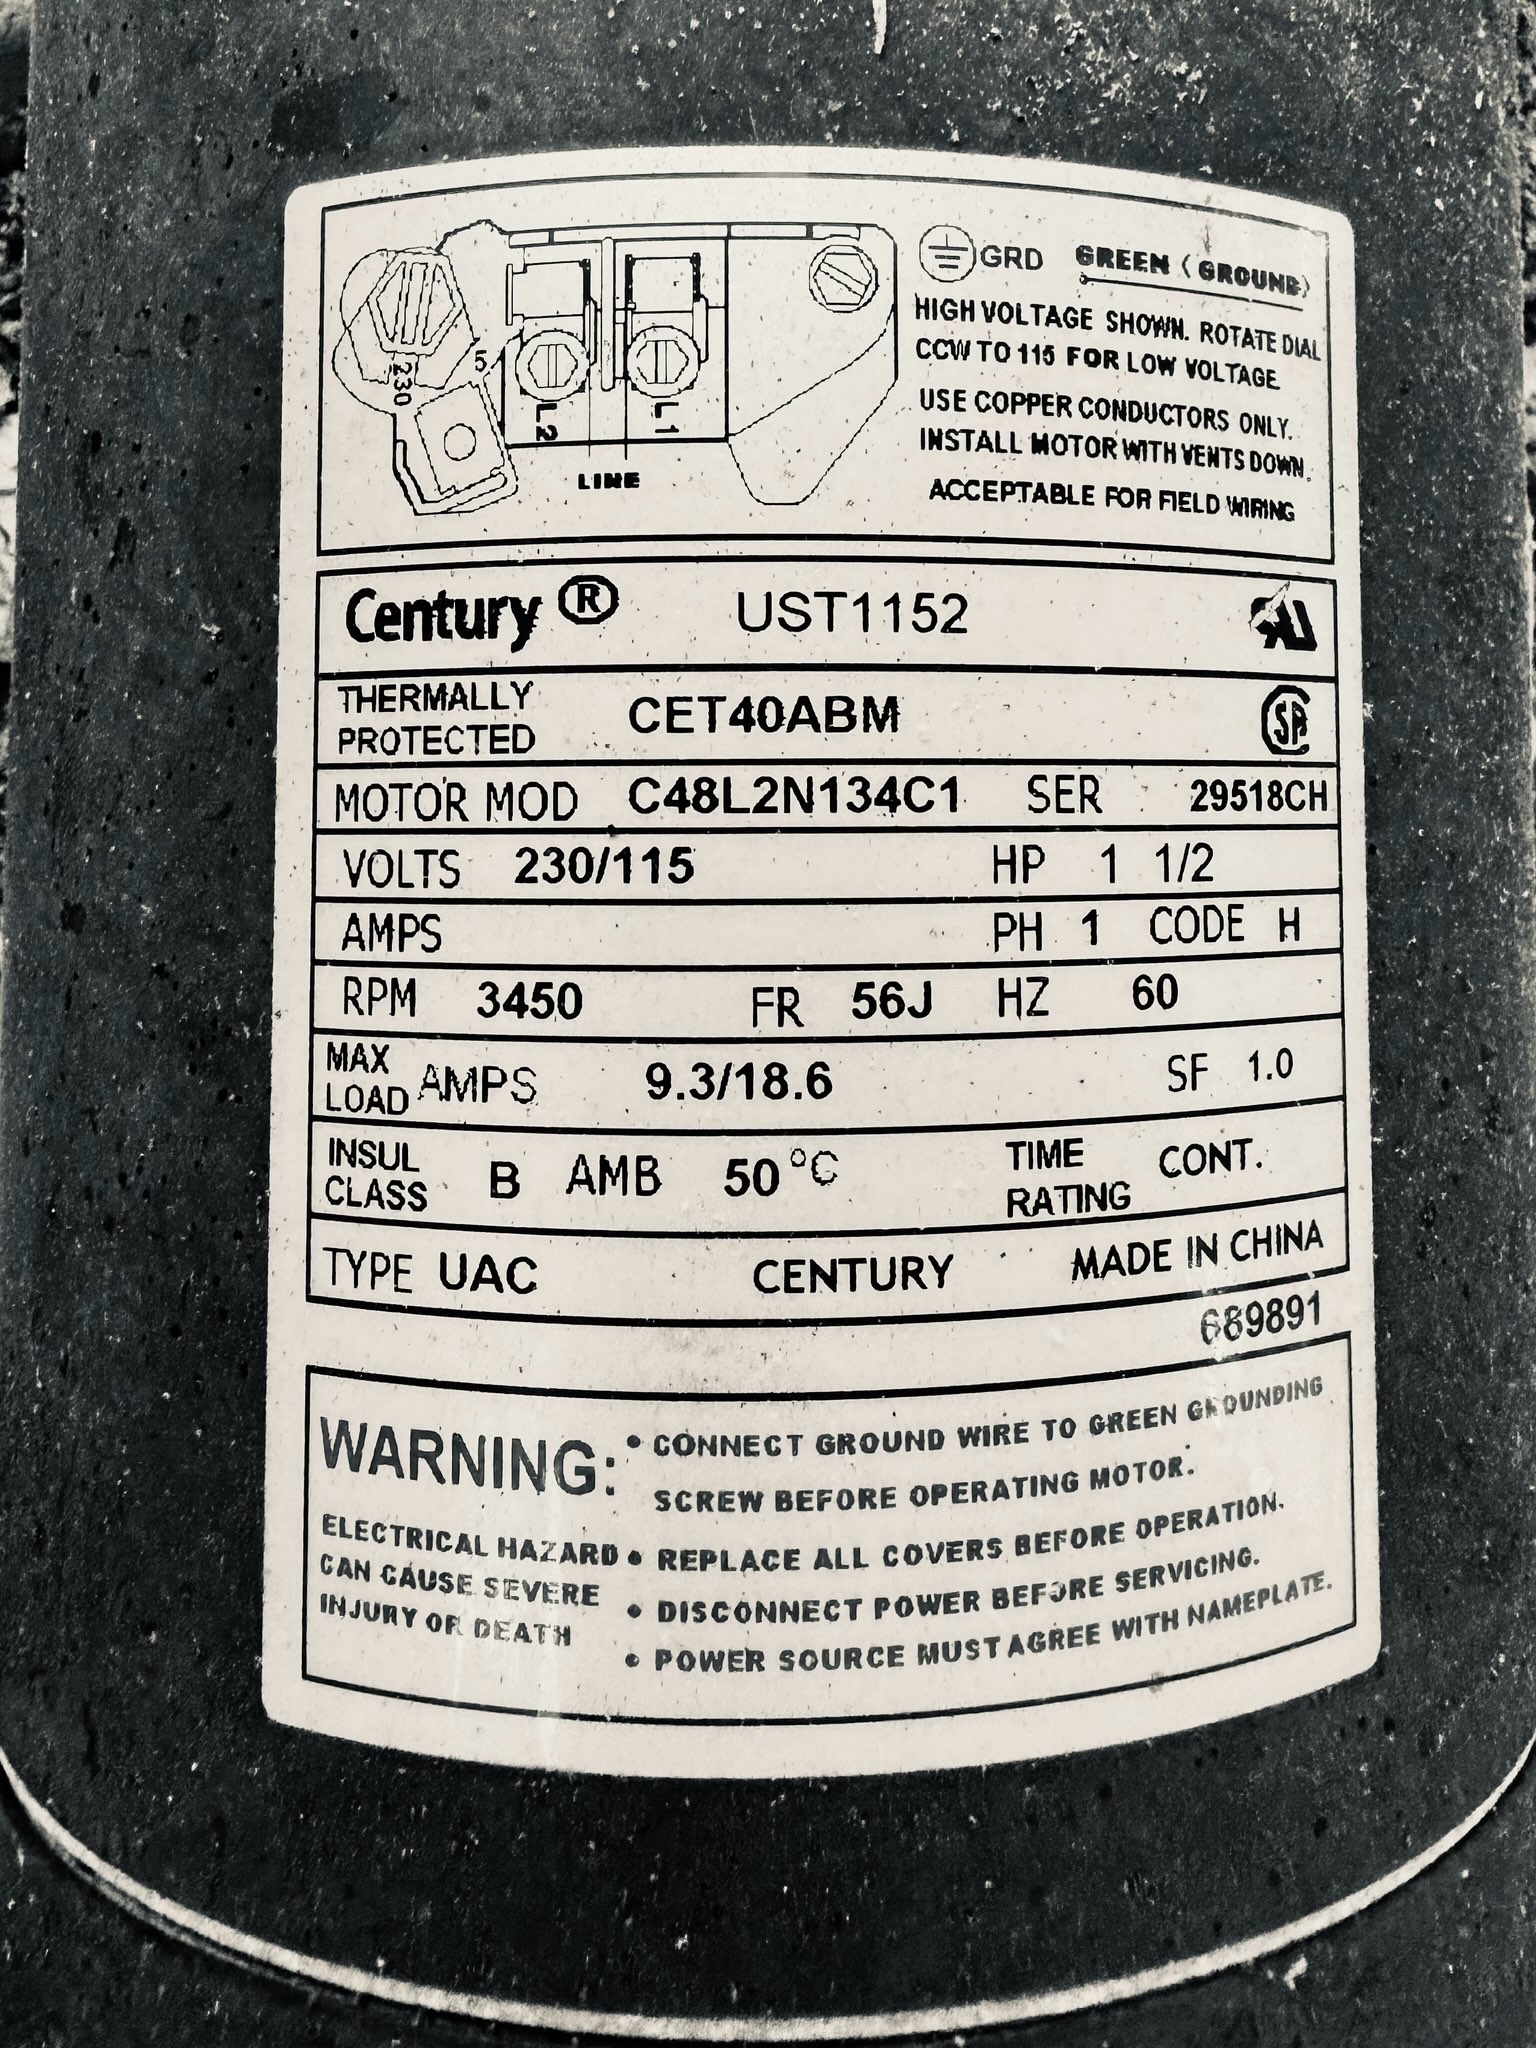 GRD GREEN (GROUND)
HIGH VOLTAGE SHOWN. ROTATE DIAL
CCW TO 115 FOR LOW VOLTAGE
USE COPPER CONDUCTORS ONLY.
INSTALL MOTOR WITH VENTS DOWN.
ACCEPTABLE FOR FIELD WIRING
230
5
L2 L1
LINE
Century ® UST1152
THERMALLY
PROTECTED CET40ABM
MOTOR MOD C48L2N134C1 SER 29518CH
VOLTS 230/115 HP 1 1/2
AMPS PH 1 CODE H
RPM 3450 FR 56J HZ 60
MAX
LOAD AMPS 9.3/18.6 SF 1.0
INSUL
CLASS B AMB 50°C TIME
RATING CONT.
TYPE UAC CENTURY MADE IN CHINA
689891
WARNING:
ELECTRICAL HAZARD
CAN CAUSE SEVERE
INJURY OR DEATH
• CONNECT GROUND WIRE TO GREEN GROUNDING
SCREW BEFORE OPERATING MOTOR.
• REPLACE ALL COVERS BEFORE OPERATION.
• DISCONNECT POWER BEFORE SERVICING.
• POWER SOURCE MUST AGREE WITH NAMEPLATE.